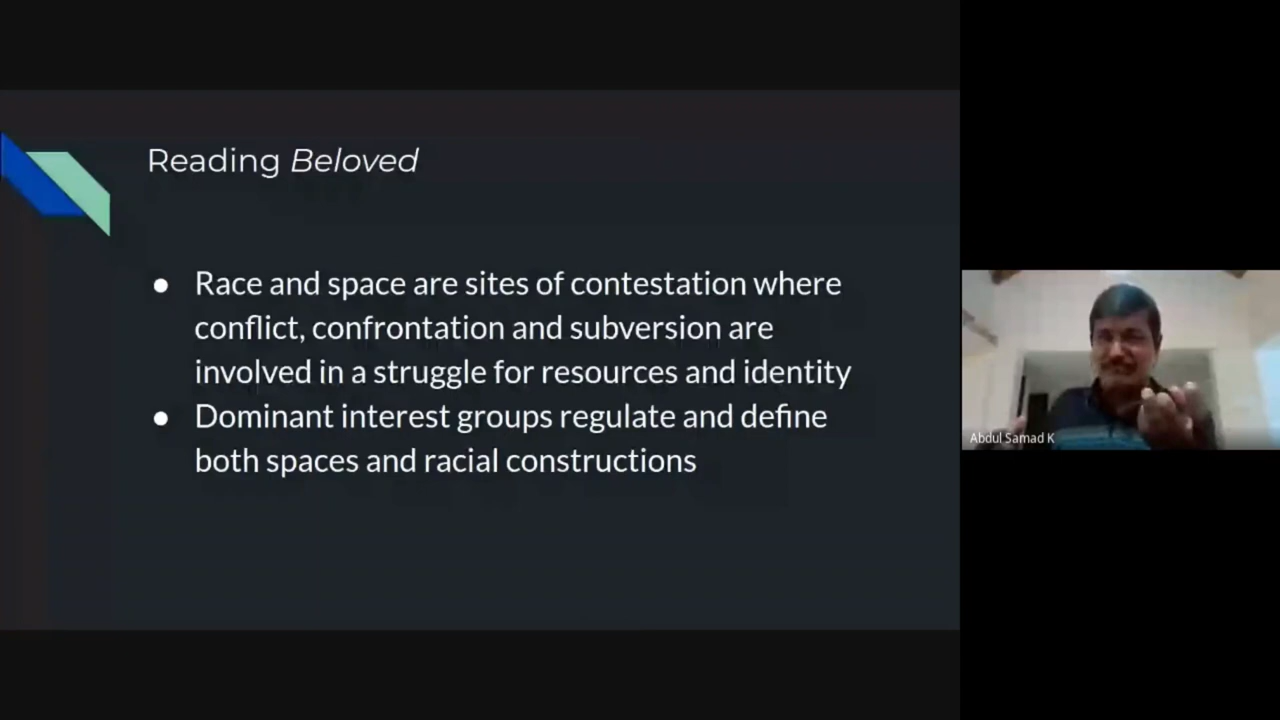 Reading Beloved
● Race and space are sites of contestation where
conflict, confrontation and subversion are
involved in a struggle for resources and identity
● Dominant interest groups regulate and define
both spaces and racial constructions
Abdul Samad K